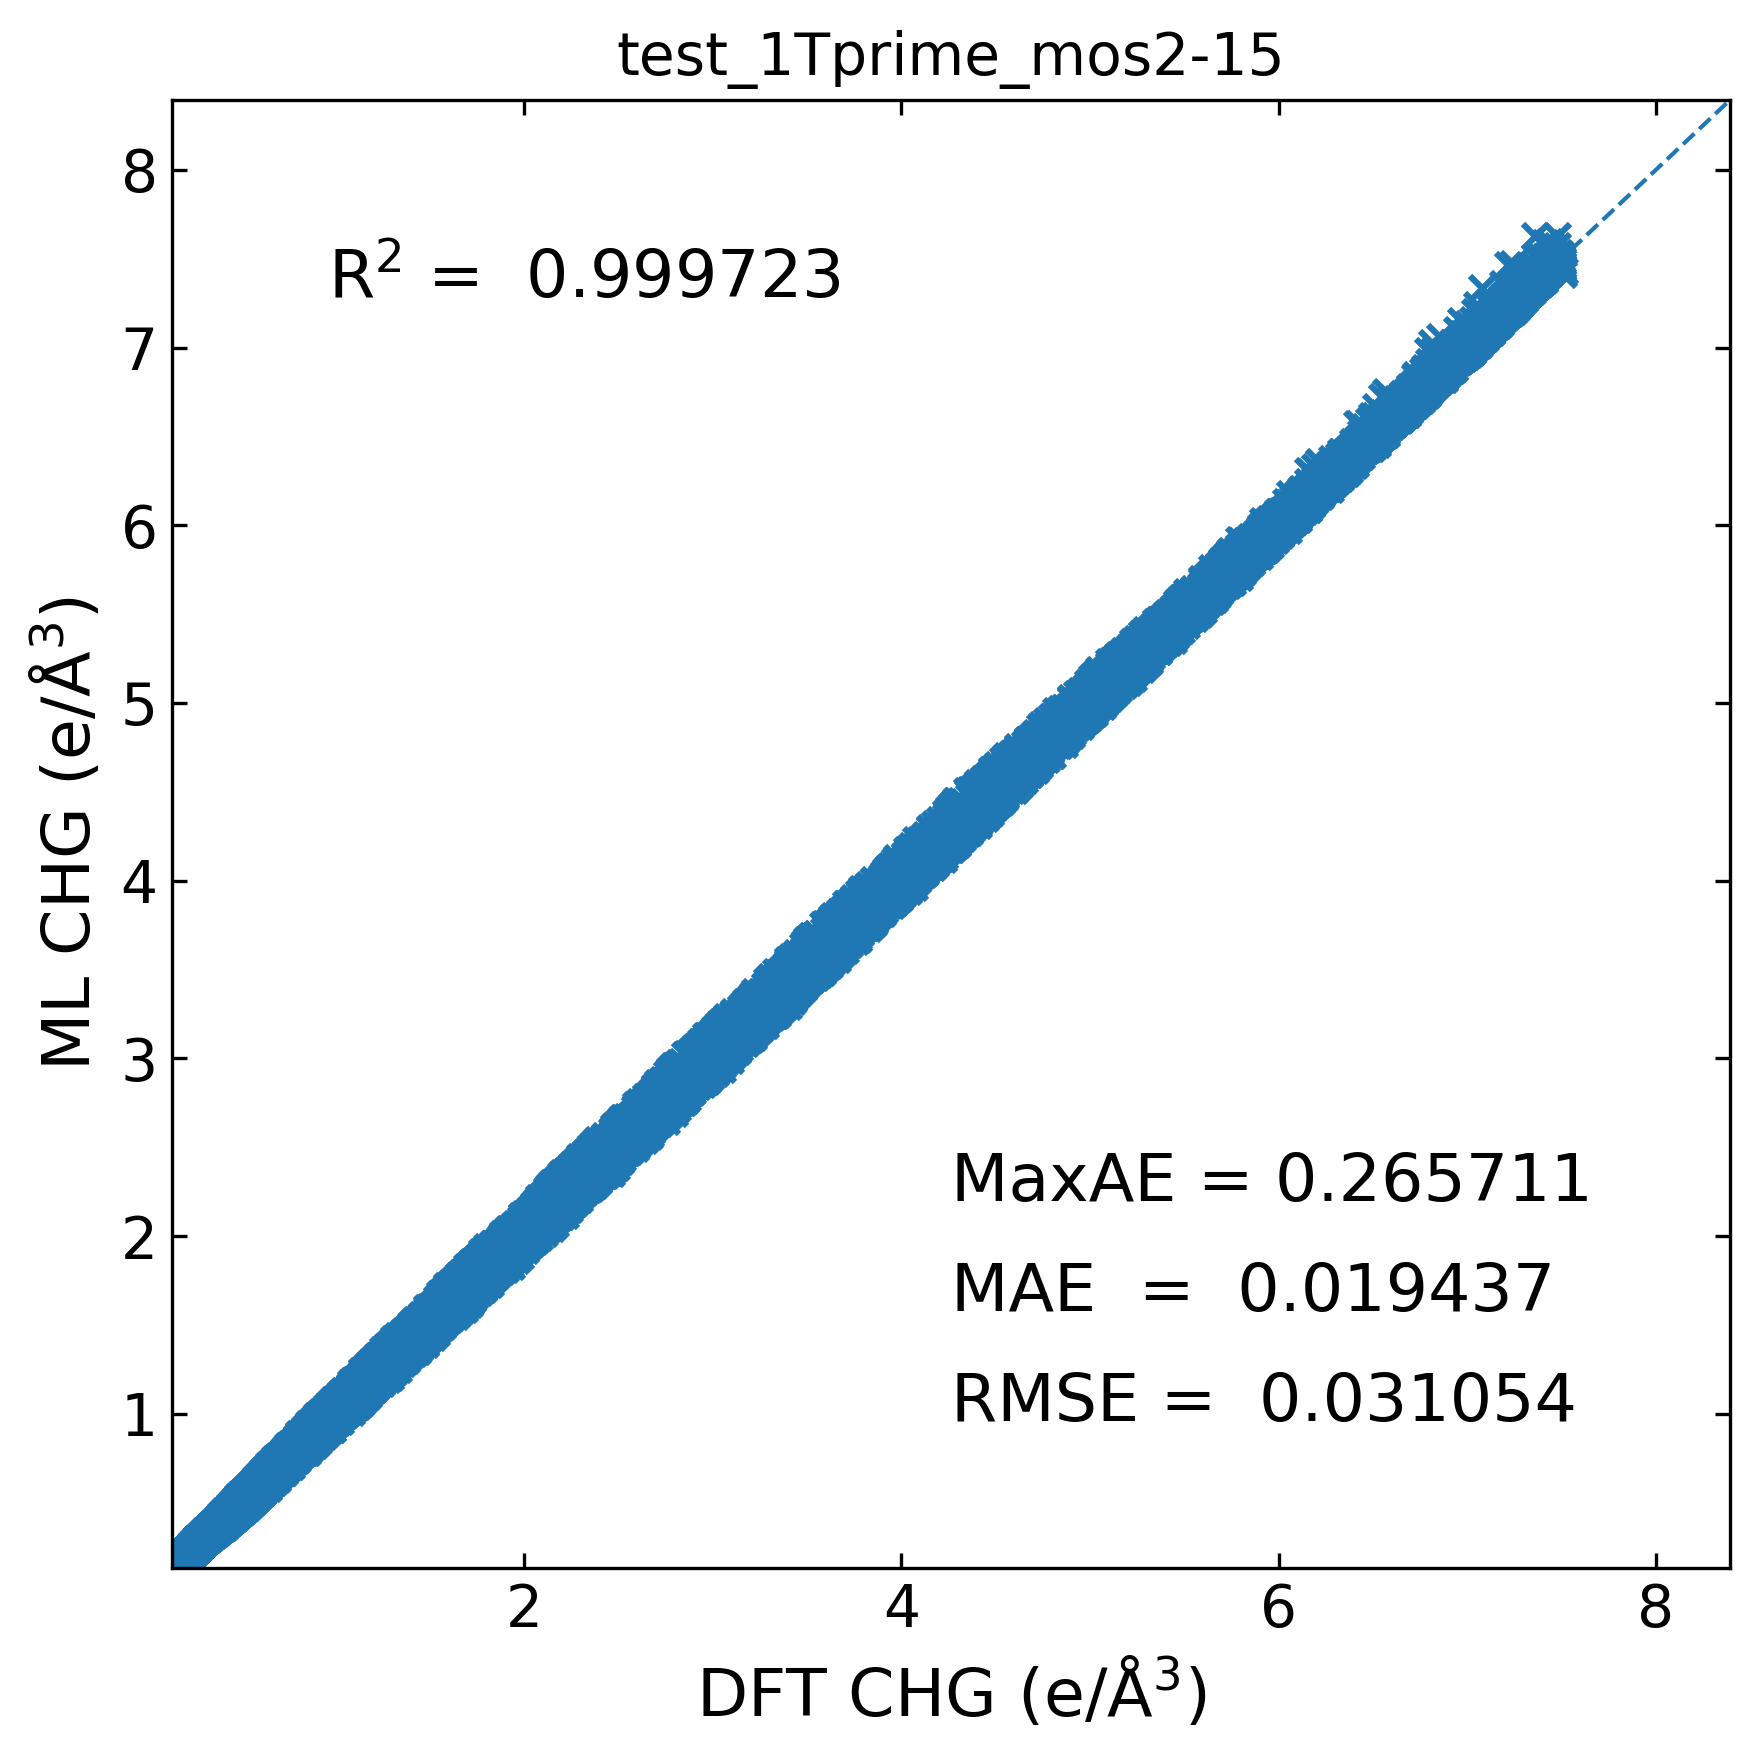 test_1Tprime_mos2-15
8
7
6
5
4
3
2
1
R² = 0.999723
MaxAE = 0.265711
MAE = 0.019437
RMSE = 0.031054
ML CHG (e/Å³)
2 4 6 8
DFT CHG (e/Å³)